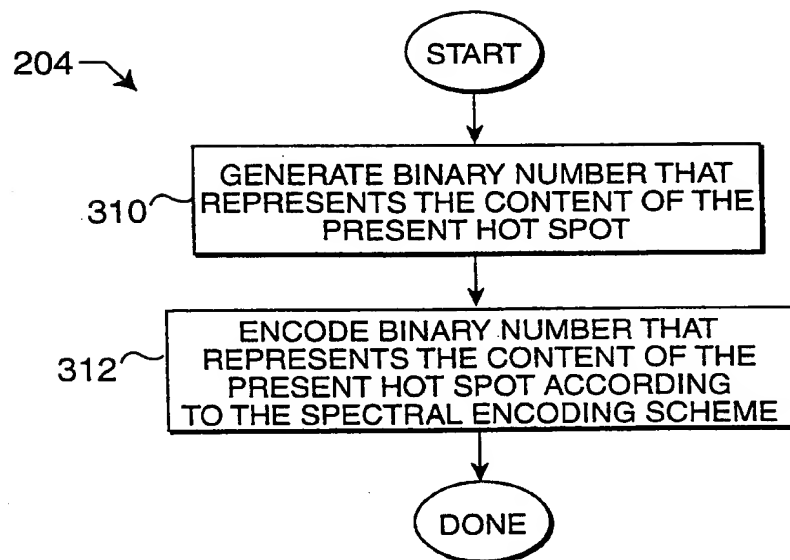 204
START
310
GENERATE BINARY NUMBER THAT
REPRESENTS THE CONTENT OF THE
PRESENT HOT SPOT
312
ENCODE BINARY NUMBER THAT
REPRESENTS THE CONTENT OF THE
PRESENT HOT SPOT ACCORDING
TO THE SPECTRAL ENCODING SCHEME
DONE